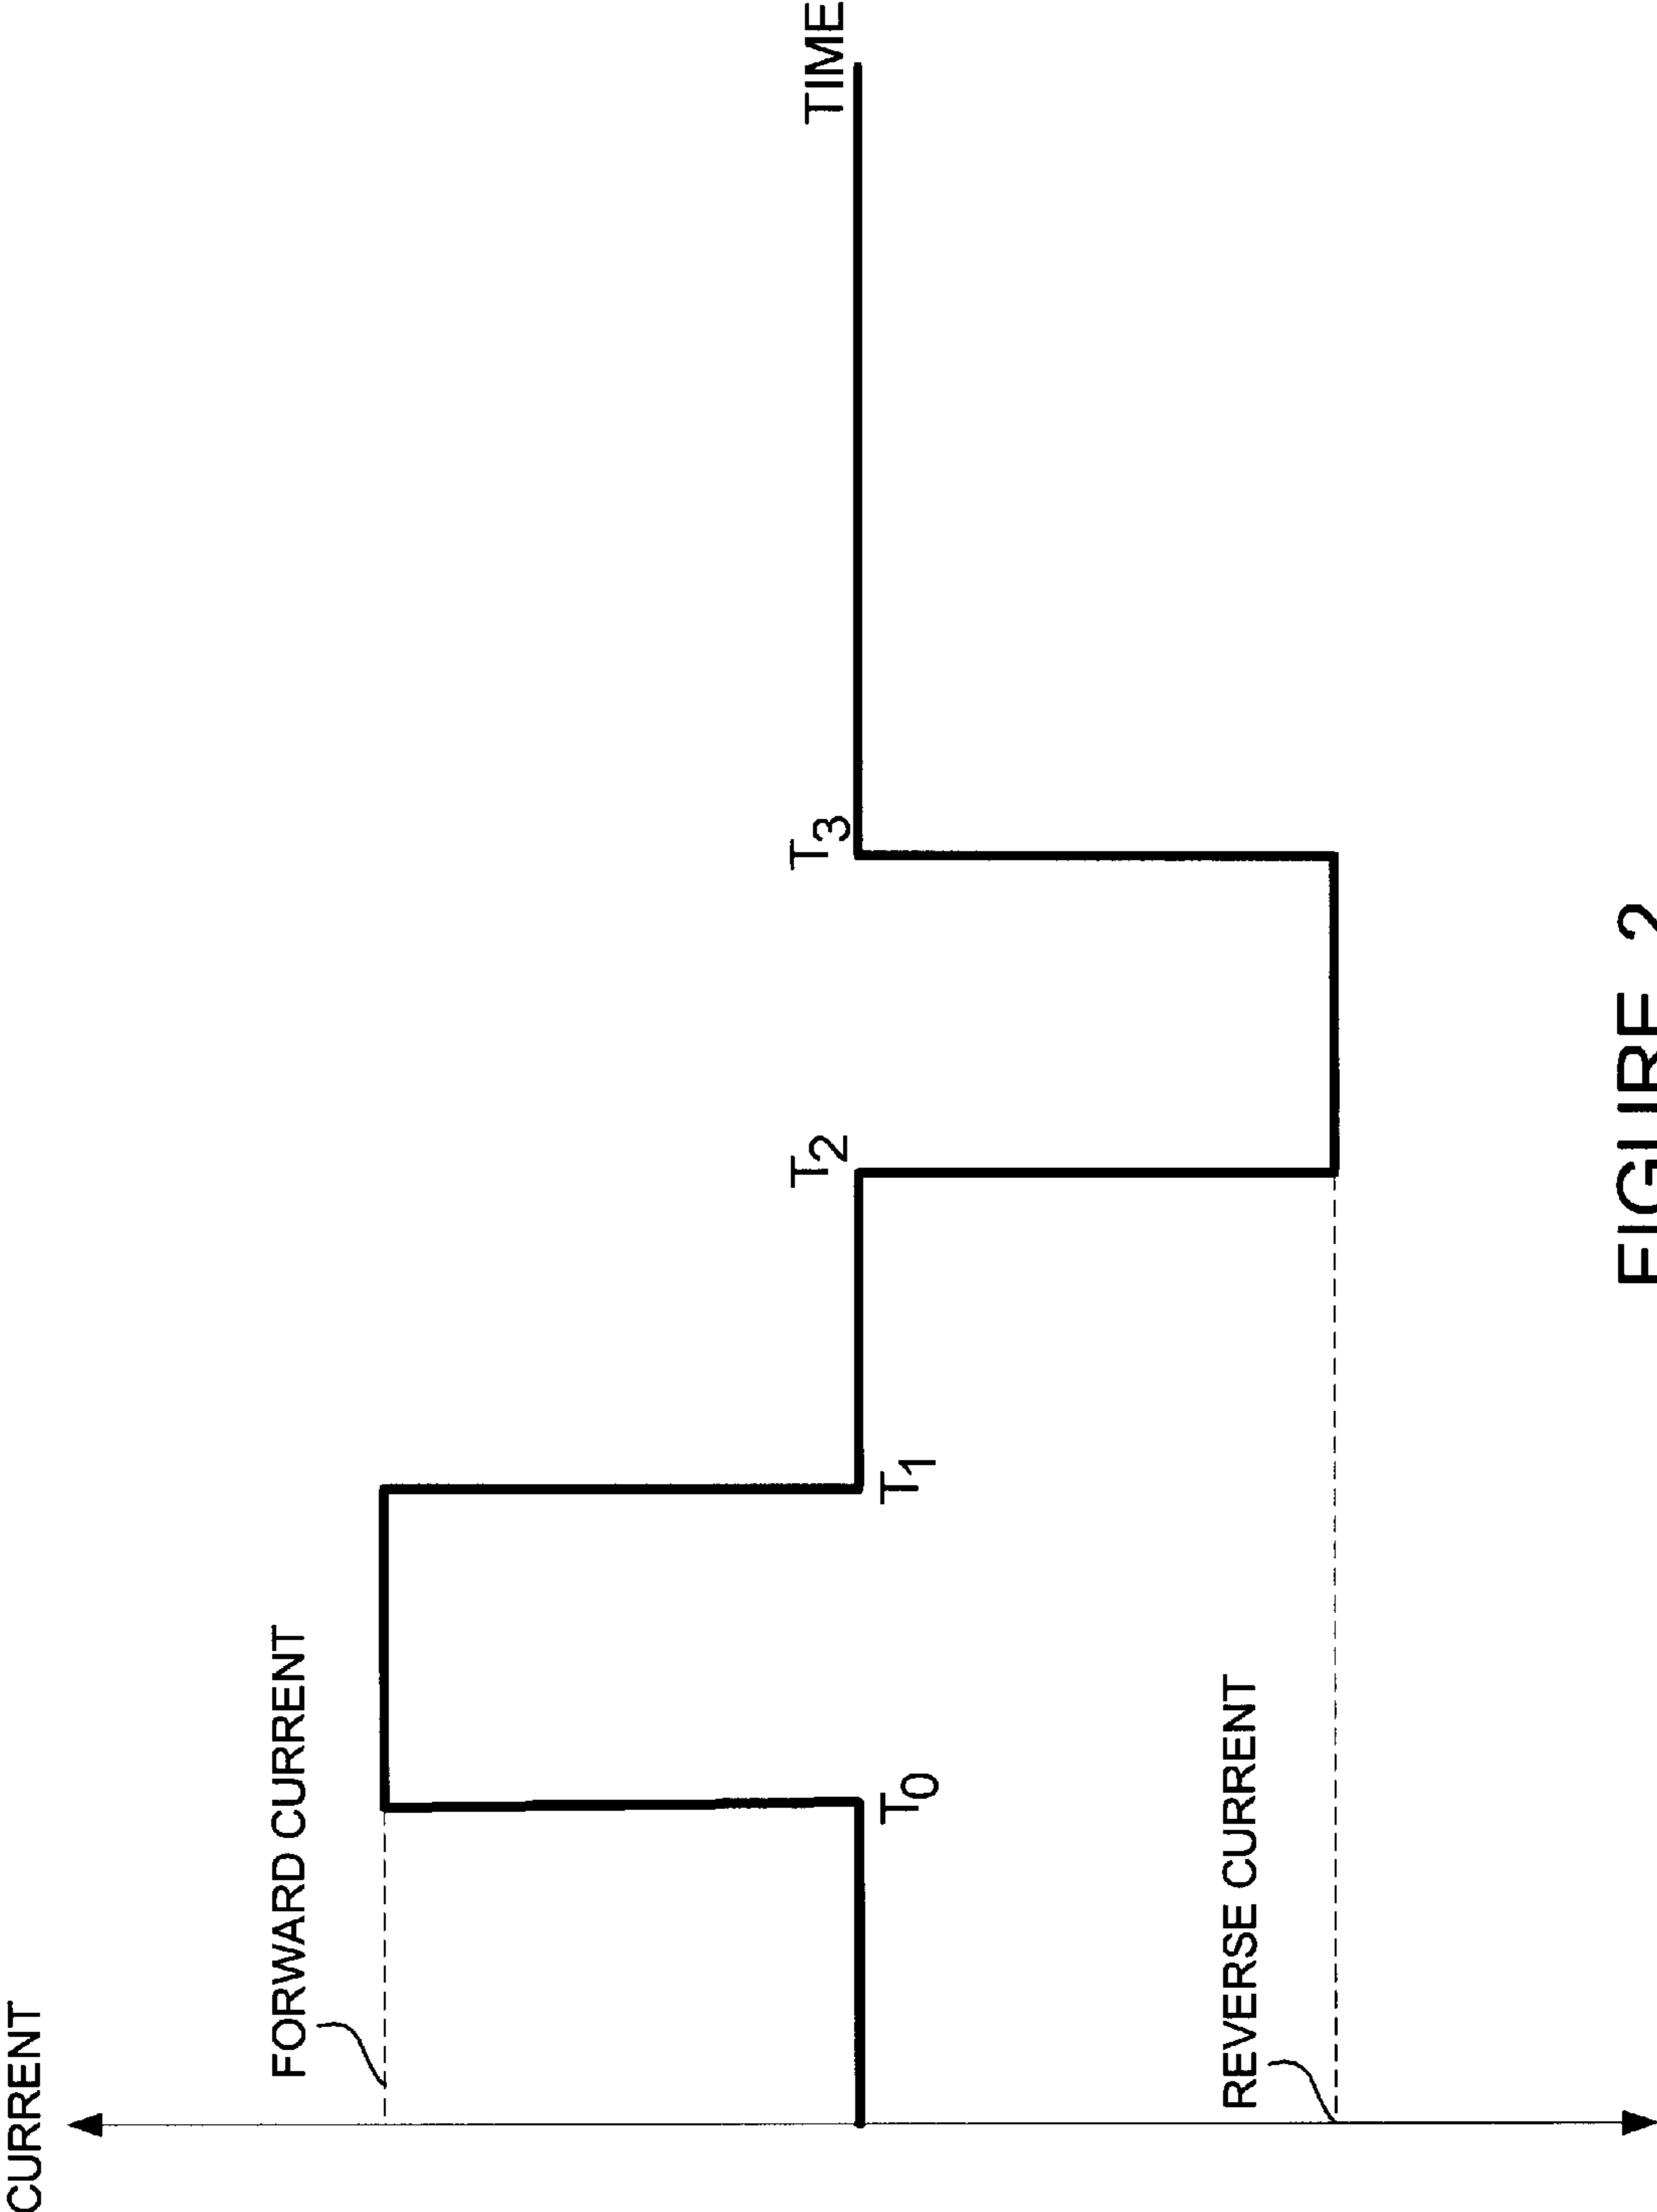 CURRENT
FORWARD CURRENT
TIME
T0
T1
T2
T3
REVERSE CURRENT
FIGURE 2